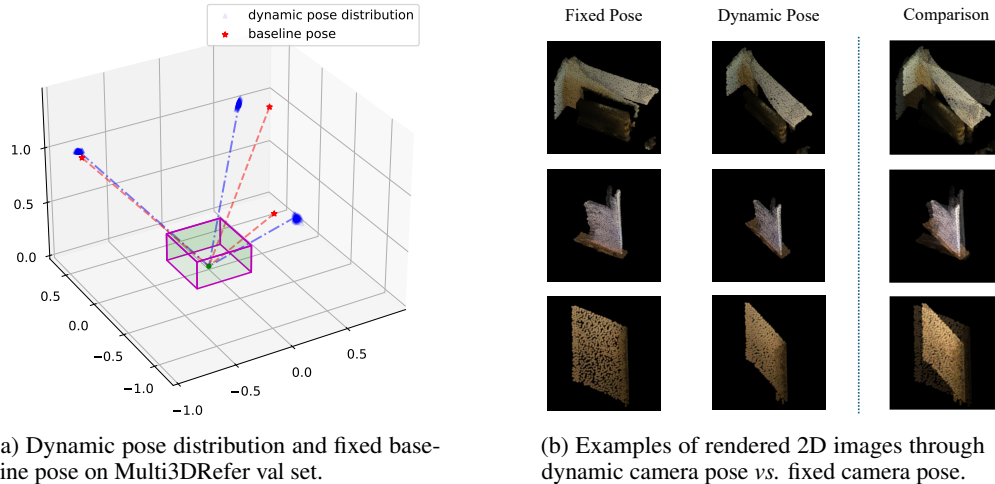 dynamic pose distribution
baseline pose
1.0
0.5
0.0
0.5
0.0
−0.5
−1.0
−1.0
−0.5
0.0
0.5
a) Dynamic pose distribution and fixed base-
ine pose on Multi3DRefer val set.
Fixed Pose Dynamic Pose Comparison
(b) Examples of rendered 2D images through
dynamic camera pose vs. fixed camera pose.